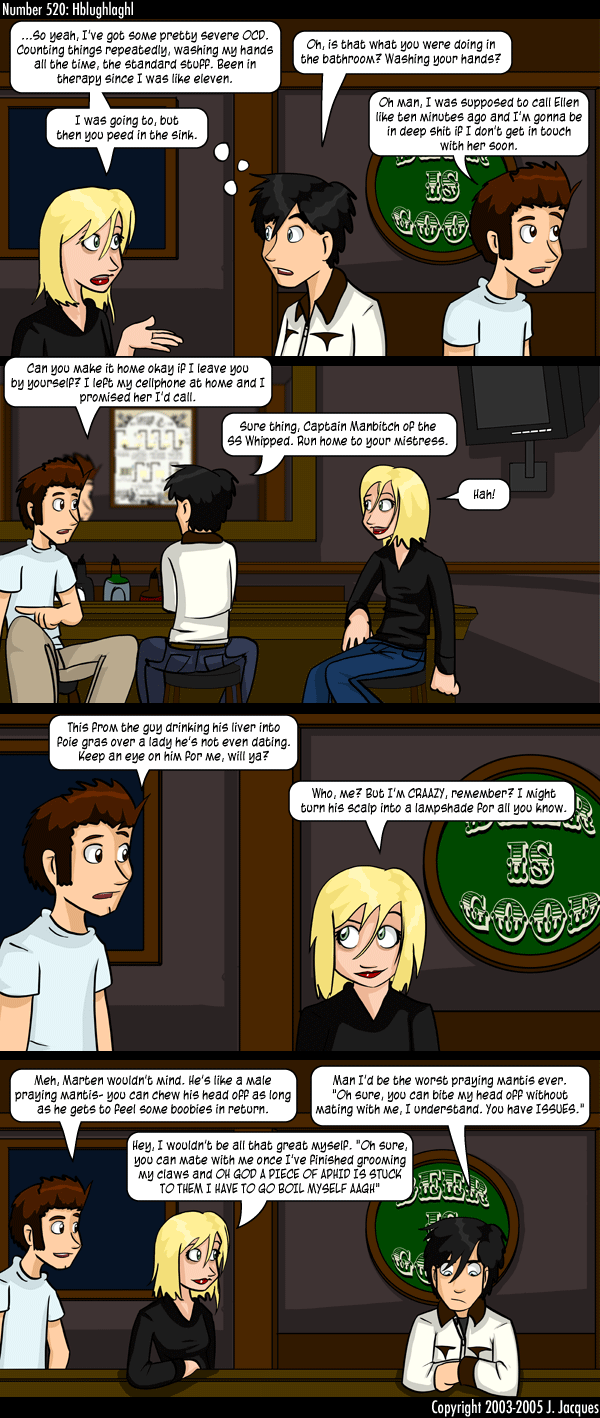 Number 520: Hblughlaghl
...So yeah, I've got some pretty severe OCD.
Counting things repeatedly, washing my hands
all the time, the standard stuff. Been in
therapy since I was like eleven.
Oh, is that what you were doing in
the bathroom? Washing your hands?
I was going to, but
then you peed in the sink.
Oh man, I was supposed to call Ellen
like ten minutes ago and I'm gonna be
in deep shit if I don't get in touch
with her soon.
BEER
IS
GOOD
Can you make it home okay if I leave you
by yourself? I left my cellphone at home and I
promised her I'd call.
Sure thing, Captain Manbitch of the
SS Whipped. Run home to your mistress.
Hah!
This from the guy drinking his liver into
foie gras over a lady he's not even dating.
Keep an eye on him for me, will ya?
Who, me? But I'm CRAAZY, remember? I might
turn his scalp into a lampshade for all you know.
BEER
IS
GOOD
Meh, Marten wouldn't mind. He's like a male
praying mantis- you can chew his head off as long
as he gets to feel some boobies in return.
Man I'd be the worst praying mantis ever.
"Oh sure, you can bite my head off without
mating with me, I understand. You have ISSUES."
Hey, I wouldn't be all that great myself. "Oh sure,
you can mate with me once I've finished grooming
my claws and OH GOD A PIECE OF APHID IS STUCK
TO THEM I HAVE TO GO BOIL MYSELF AAGH"
BEER
IS
GOOD
Copyright 2003-2005 J. Jacques